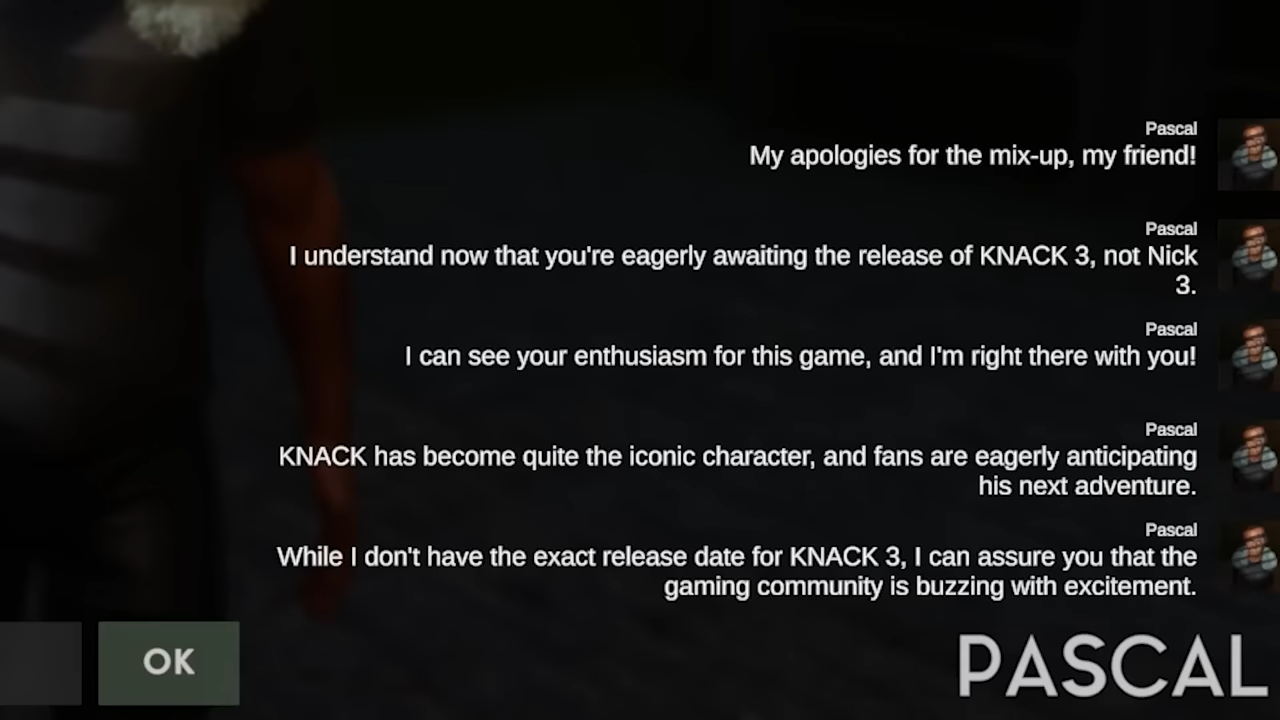 Pascal
My apologies for the mix-up, my friend!
Pascal
I understand now that you're eagerly awaiting the release of KNACK 3, not Nick
3.
Pascal
I can see your enthusiasm for this game, and I'm right there with you!
Pascal
KNACK has become quite the iconic character, and fans are eagerly anticipating
his next adventure.
Pascal
While I don't have the exact release date for KNACK 3, I can assure you that the
gaming community is buzzing with excitement.
OK
PASCAL